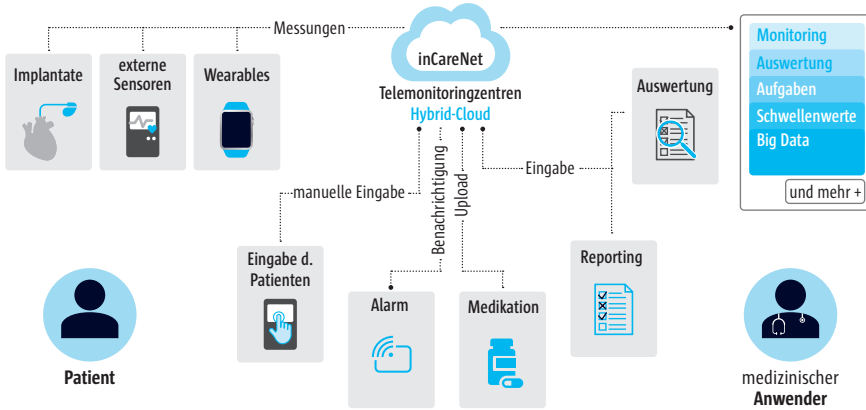 Messungen
Implantate
externe
Sensoren
Wearables
inCareNet
Telemonitoringzentren
Hybrid-Cloud
Auswertung
Monitoring
Auswertung
Aufgaben
Schwellenwerte
Big Data
und mehr +
manuelle Eingabe
Benachrichtigung
Upload
Eingabe
Eingabe d.
Patienten
Alarm
Medikation
Reporting
Patient
medizinischer
Anwender